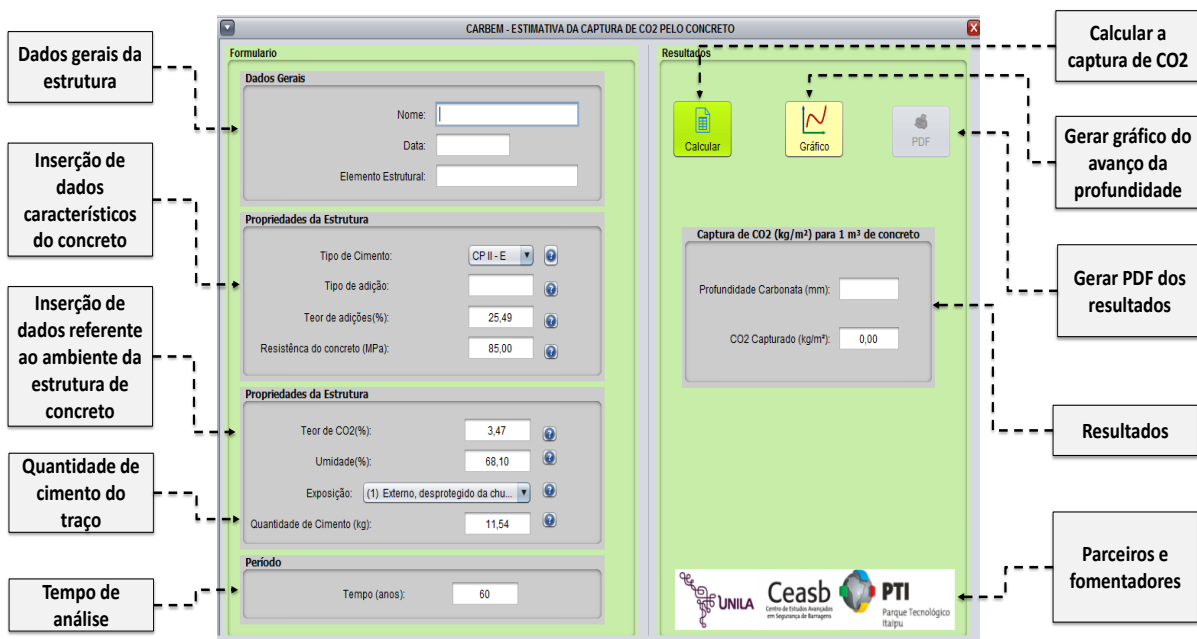 CARBEM - ESTIMATIVA DA CAPTURA DE CO2 PELO CONCRETO
Dados gerais da
estrutura
Inserção de
dados
característicos
do concreto
Inserção de
dados referente
ao ambiente da
estrutura de
concreto
Quantidade de
cimento do
traço
Tempo de
análise
Formulario
Dados Gerais
Nome:
Data:
Elemento Estrutural:
Propriedades da Estrutura
Tipo de Cimento: CP II - E
Tipo de adição:
Teor de adições(%): 25,49
Resistênca do concreto (MPa): 85,00
Propriedades da Estrutura
Teor de CO2(%): 3,47
Umidade(%): 68,10
Exposição: (1) Externo, desprotegido da chu...
Quantidade de Cimento (kg): 11,54
Período
Tempo (anos): 60
Resultados
Calcular
Gráfico
PDF
Captura de CO2 (kg/m²) para 1 m³ de concreto
Profundidade Carbonata (mm):
CO2 Capturado (kg/m²): 0,00
UNILA
Ceasb
Centro de Estudos Avançados
em Segurança de Barragens
PTI
Parque Tecnológico
Itaipu
Calcular a
captura de CO2
Gerar gráfico do
avanço da
profundidade
Gerar PDF dos
resultados
Resultados
Parceiros e
fomentadores